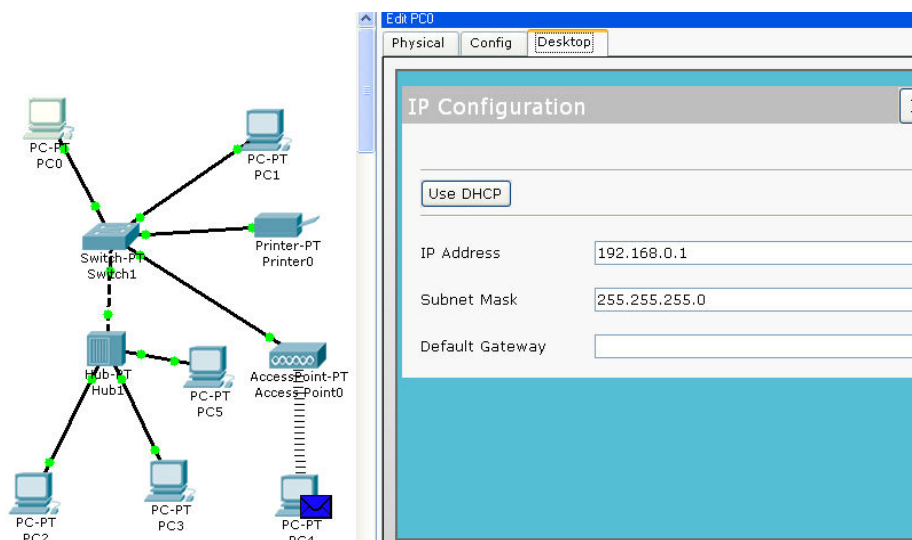 Edit PC0
Physical Config Desktop
IP Configuration
Use DHCP
IP Address 192.168.0.1
Subnet Mask 255.255.255.0
Default Gateway
PC-PT
PC0
PC-PT
PC1
Switch-PT
Switch1
Printer-PT
Printer0
Hub-PT
Hub1
PC-PT
PC5
AccessPoint-PT
Access Point0
PC-PT
PC2
PC-PT
PC3
PC-PT
PC4